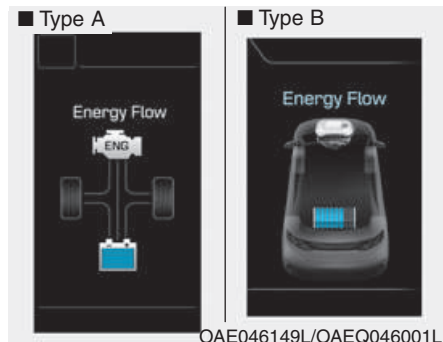 ■ Type A
■ Type B
Energy Flow
ENG
Energy Flow
OAE046149L/OAEQ046001L